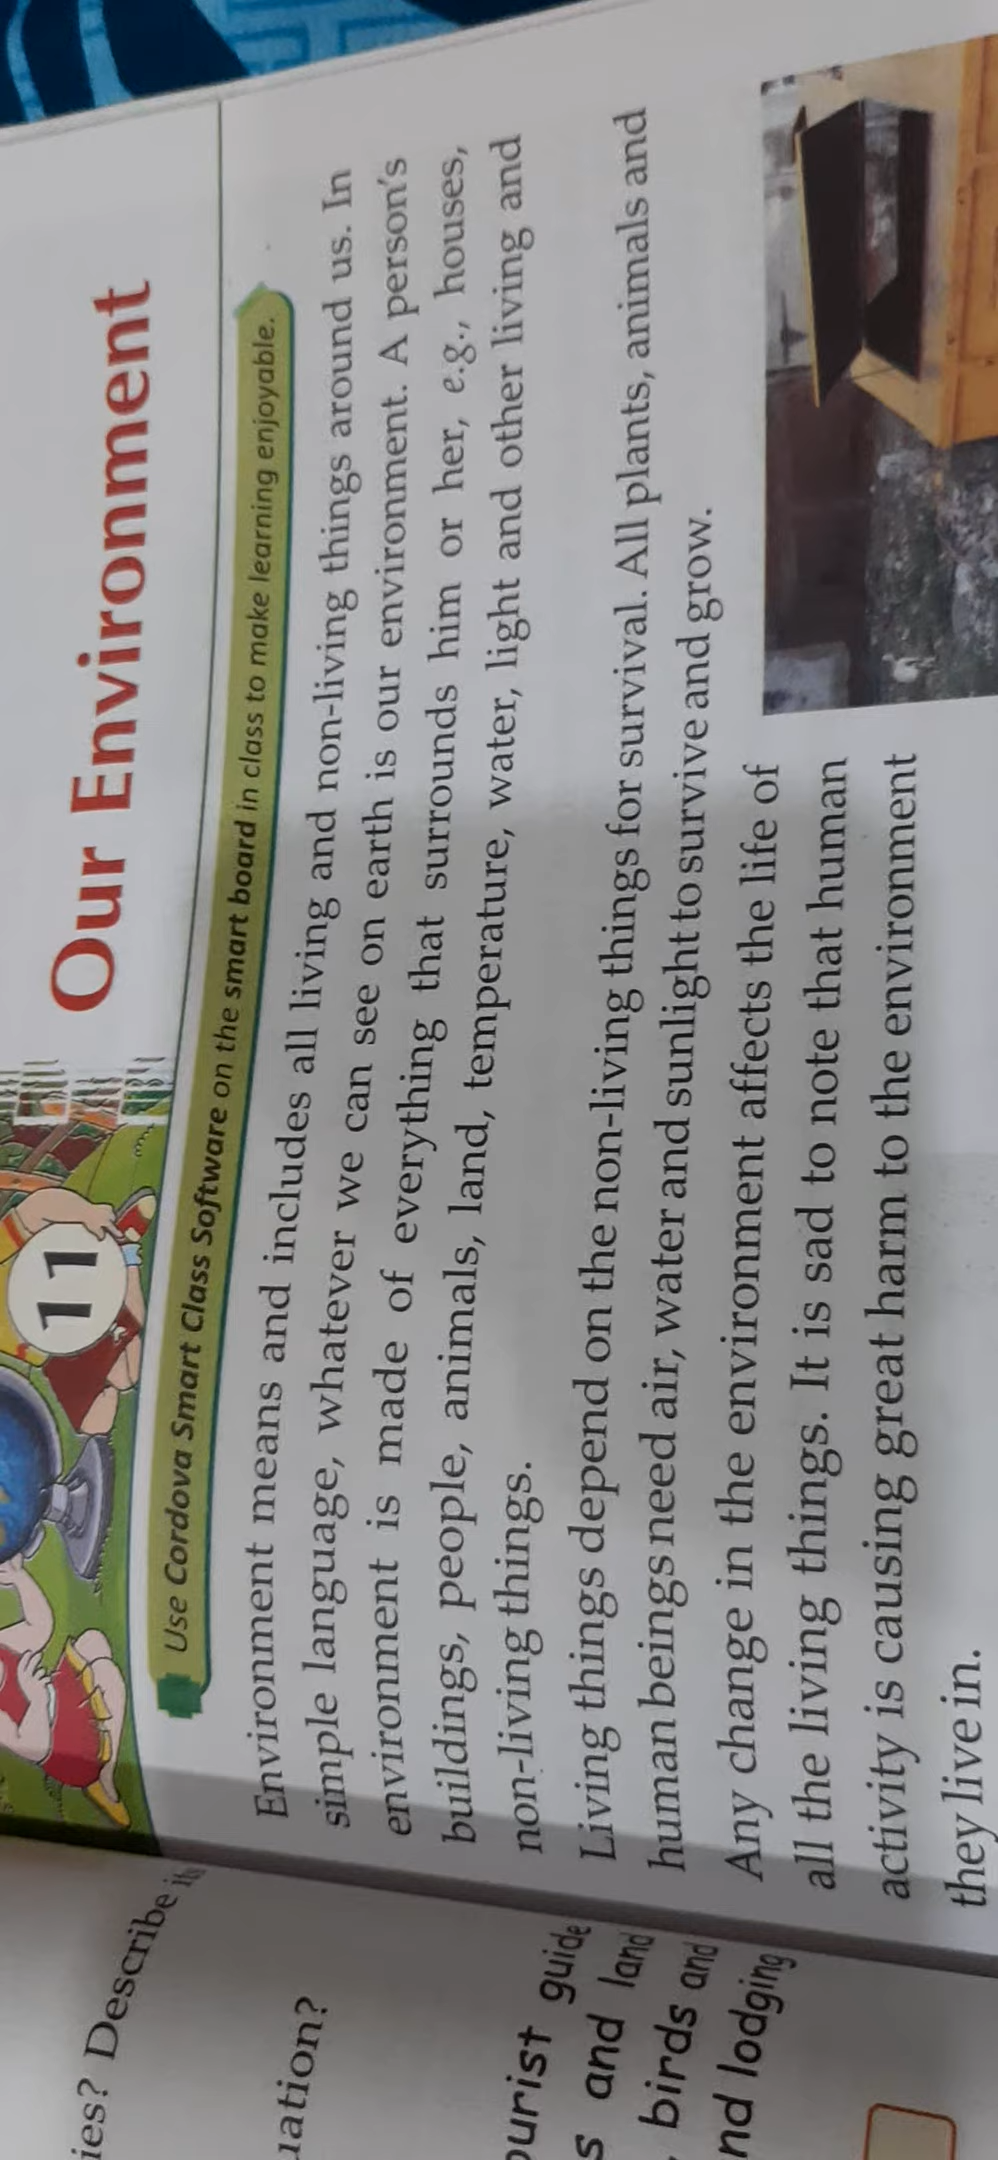 11
Our Environment
Use Cordova Smart Class Software on the smart board in class to make learning enjoyable.
Environment means and includes all living and non-living things around us. In
simple language, whatever we can see on earth is our environment. A person's
environment is made of everything that surrounds him or her, e.g., houses,
buildings, people, animals, land, temperature, water, light and other living and
non-living things.
Living things depend on the non-living things for survival. All plants, animals and
human beings need air, water and sunlight to survive and grow.
Any change in the environment affects the life of
all the living things. It is sad to note that human
activity is causing great harm to the environment
they live in.
ies? Describe
uation?
ourist guide
s and land
birds and
nd lodging